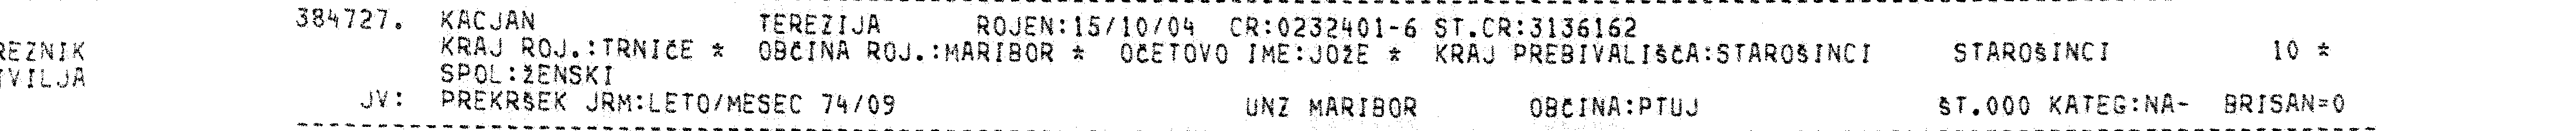 384727. KACJAN TEREZIJA ROJEN:15/10/04 CR:0232401-6 ST.CR:3136162
REZNIK KRAJ ROJ.:TRNIČE * OBČINA ROJ.:MARIBOR * OČETOVO IME:JOŽE * KRAJ PREBIVALIŠČA:STAROŠINCI STAROŠINCI 10 *
TVILJA SPOL:ŽENSKI
JV: PREKRŠEK JRM:LETO/MESEC 74/09 UNZ MARIBOR OBČINA:PTUJ ŠT.000 KATEG:NA- BRISAN=0